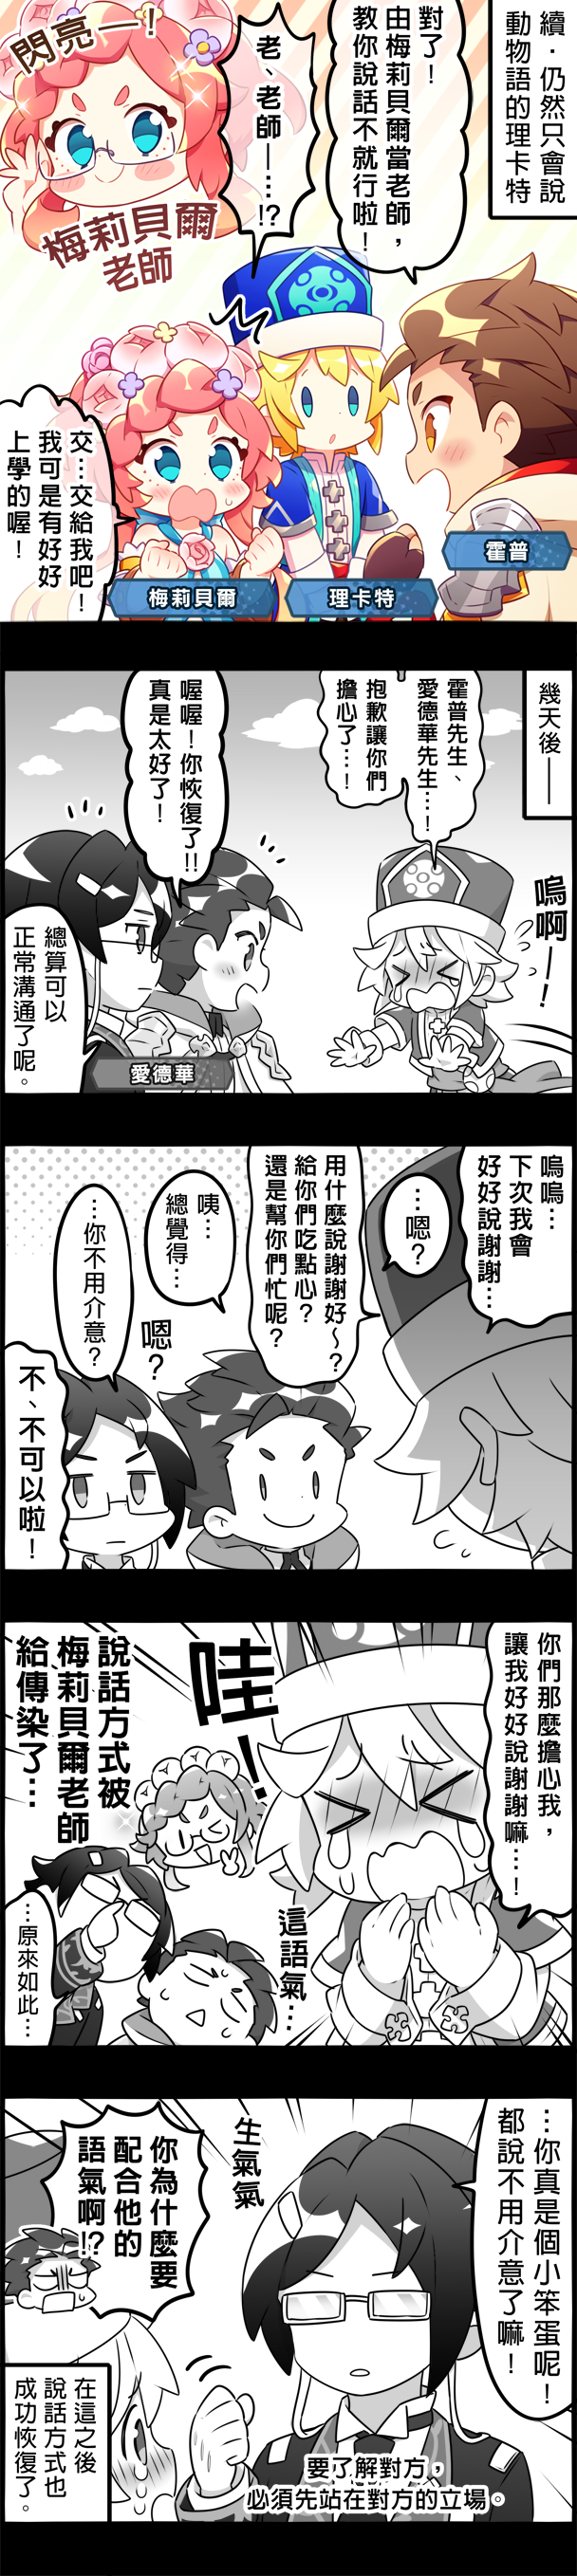 續．仍然只會說
動物語的理卡特
對了！
由梅莉貝爾當老師，
教你說話不就行啦！
老、老師—…⁉
閃亮—！
梅莉貝爾
老師
交…交給我吧！
我可是有好好
上學的喔！
梅莉貝爾
理卡特
霍普
幾天後——
嗚啊—！
霍普先生、
愛德華先生…！
抱歉讓你們
擔心了…！
喔喔！你恢復了!!
真是太好了！
總算可以
正常溝通了呢。
愛德華
嗚嗚…
下次我會
好好說謝謝…
…嗯？
用什麼說謝謝好～？
給你們吃點心？
還是幫你們忙呢？
咦…
總覺得…
嗯？
…你不用介意？
不、不可以啦！
你們那麼擔心我，
讓我好好說謝謝嘛…！
哇！
這語氣…
說話方式被
梅莉貝爾老師
給傳染了…
…原來如此…
…你真是個小笨蛋呢！
都說不用介意了嘛！
生氣氣
你為什麼要
配合他的
語氣啊⁉
要了解對方，
必須先站在對方的立場。
在這之後
說話方式也
成功恢復了。